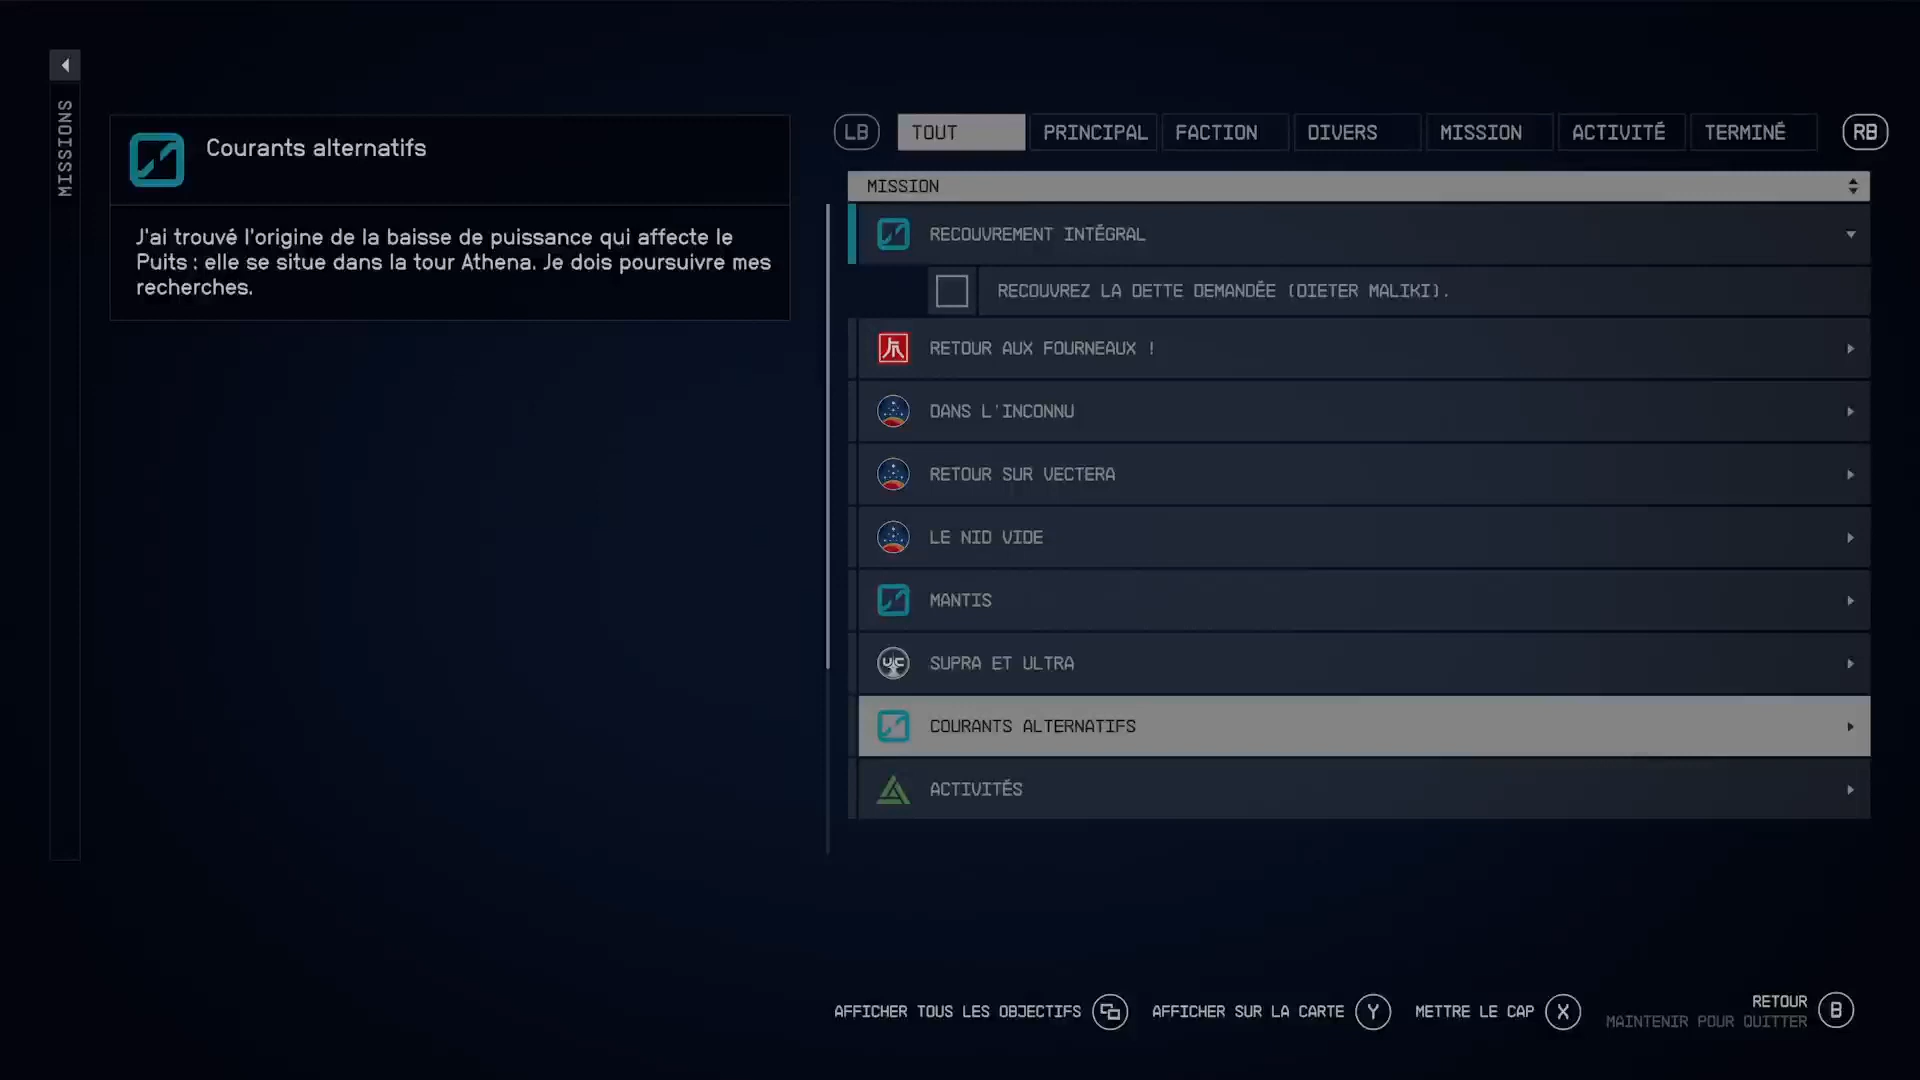 MISSIONS
Courants alternatifs
J'ai trouvé l'origine de la baisse de puissance qui affecte le
Puits : elle se situe dans la tour Athena. Je dois poursuivre mes
recherches.
LB
TOUT
PRINCIPAL
FACTION
DIVERS
MISSION
ACTIVITÉ
TERMINÉ
RB
MISSION
RECOUVREMENT INTÉGRAL
RECOUVREZ LA DETTE DEMANDÉE (DIETER MALIKI).
RETOUR AUX FOURNEAUX !
DANS L'INCONNU
RETOUR SUR VECTERA
LE NID VIDE
MANTIS
UC
SUPRA ET ULTRA
COURANTS ALTERNATIFS
ACTIVITÉS
AFFICHER TOUS LES OBJECTIFS
AFFICHER SUR LA CARTE Y
METTRE LE CAP X
RETOUR B
MAINTENIR POUR QUITTER